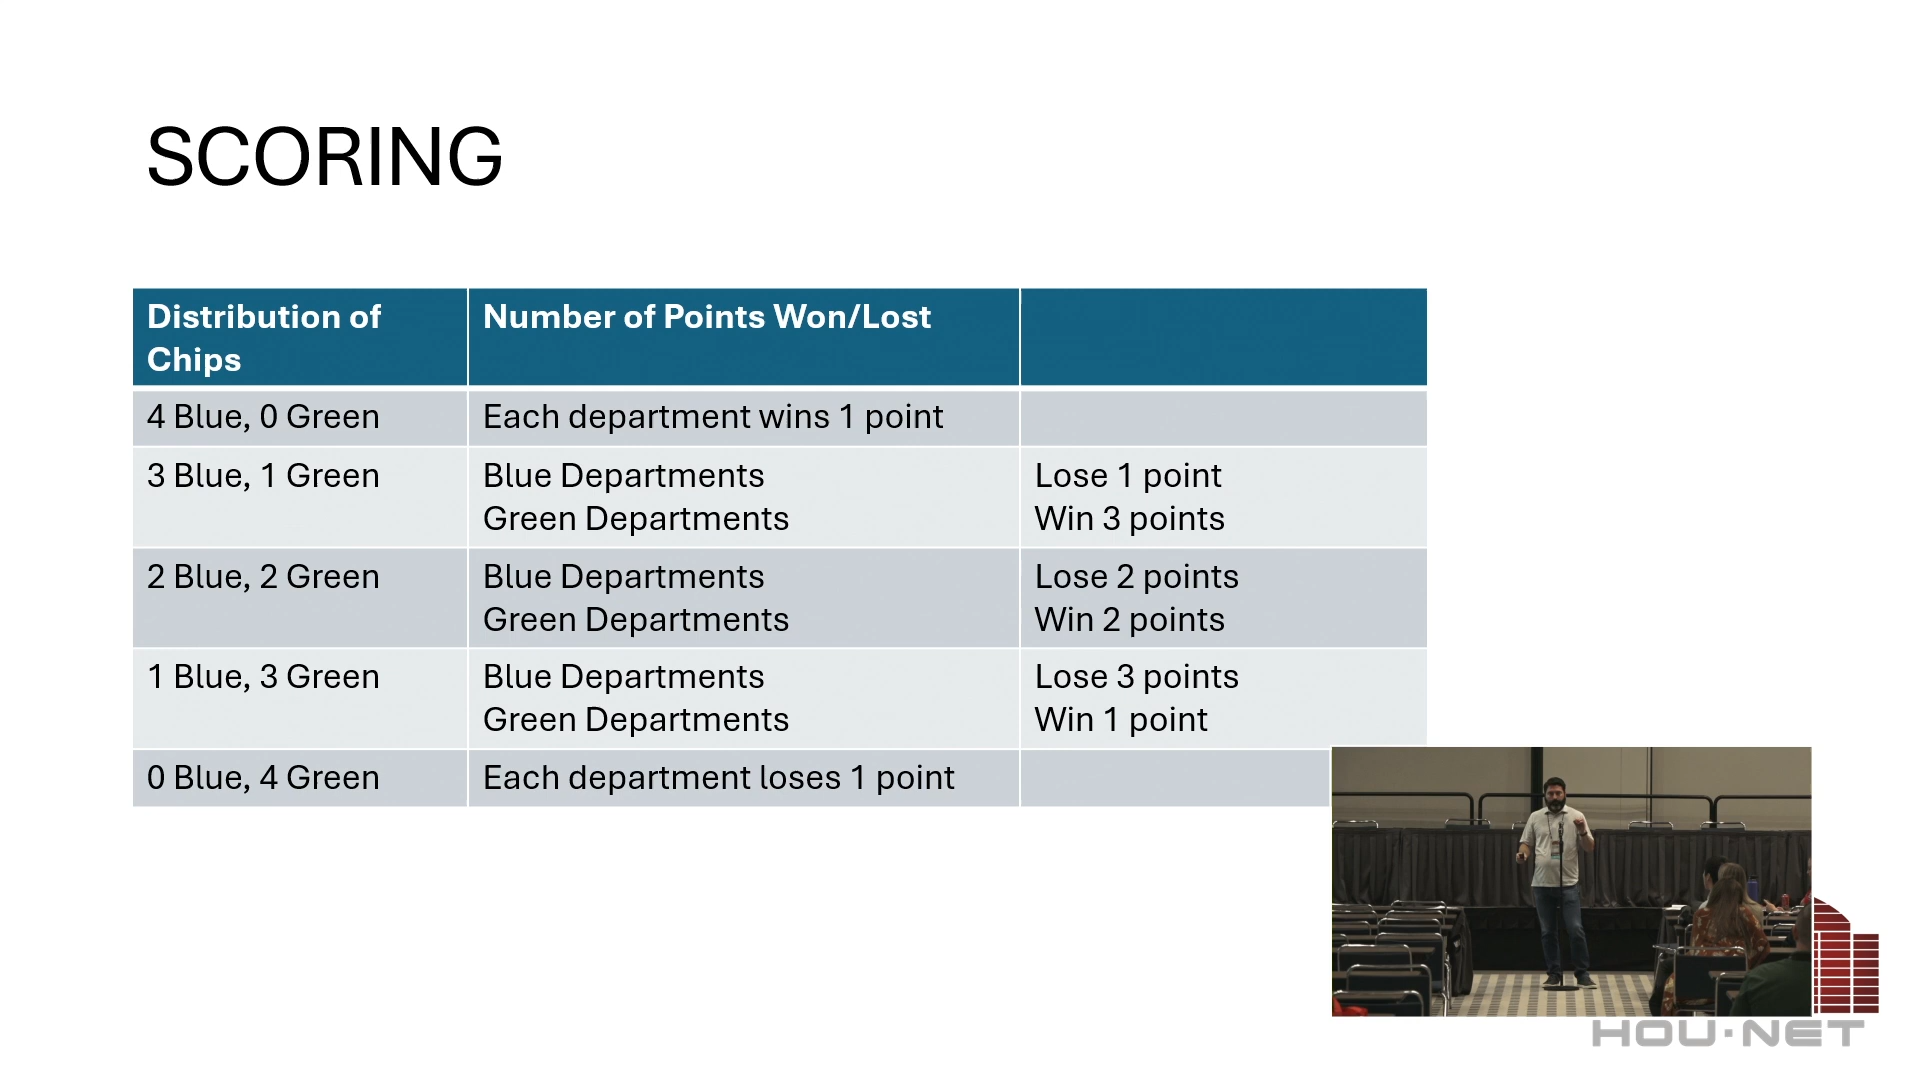 SCORING
Distribution of
Chips
Number of Points Won/Lost
4 Blue, 0 Green
Each department wins 1 point
3 Blue, 1 Green
Blue Departments
Green Departments
Lose 1 point
Win 3 points
2 Blue, 2 Green
Blue Departments
Green Departments
Lose 2 points
Win 2 points
1 Blue, 3 Green
Blue Departments
Green Departments
Lose 3 points
Win 1 point
0 Blue, 4 Green
Each department loses 1 point
HOU·NET